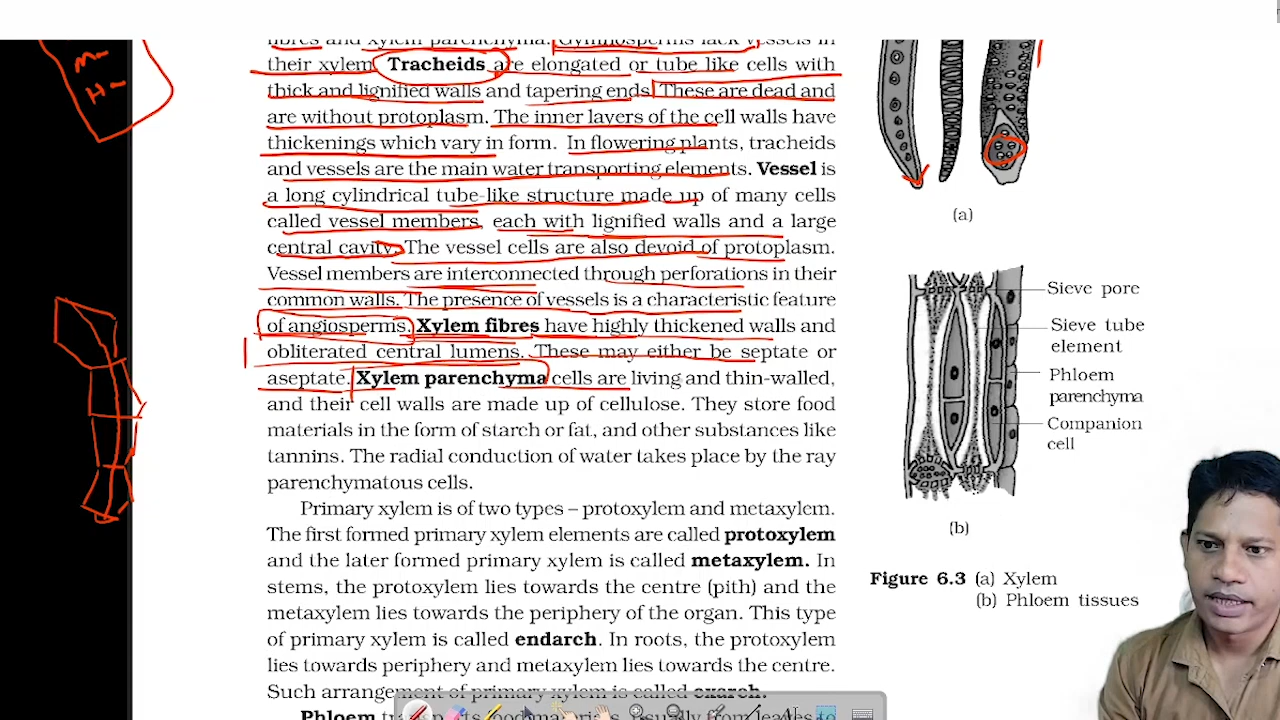 fibres and xylem parenchyma. Gymnosperms lack vessels in
their xylem. Tracheids are elongated or tube like cells with
thick and lignified walls and tapering ends. These are dead and
are without protoplasm. The inner layers of the cell walls have
thickenings which vary in form. In flowering plants, tracheids
and vessels are the main water transporting elements. Vessel is
a long cylindrical tube-like structure made up of many cells
called vessel members, each with lignified walls and a large
central cavity. The vessel cells are also devoid of protoplasm.
Vessel members are interconnected through perforations in their
common walls. The presence of vessels is a characteristic feature
of angiosperms. Xylem fibres have highly thickened walls and
obliterated central lumens. These may either be septate or
aseptate. Xylem parenchyma cells are living and thin-walled,
and their cell walls are made up of cellulose. They store food
materials in the form of starch or fat, and other substances like
tannins. The radial conduction of water takes place by the ray
parenchymatous cells.
Primary xylem is of two types – protoxylem and metaxylem.
The first formed primary xylem elements are called protoxylem
and the later formed primary xylem is called metaxylem. In
stems, the protoxylem lies towards the centre (pith) and the
metaxylem lies towards the periphery of the organ. This type
of primary xylem is called endarch. In roots, the protoxylem
lies towards periphery and metaxylem lies towards the centre.
Such arrangement of primary xylem is called exarch.
Phloem transports food materials, usually from leaves to
(a)
Sieve pore
Sieve tube
element
Phloem
parenchyma
Companion
cell
(b)
Figure 6.3 (a) Xylem
(b) Phloem tissues